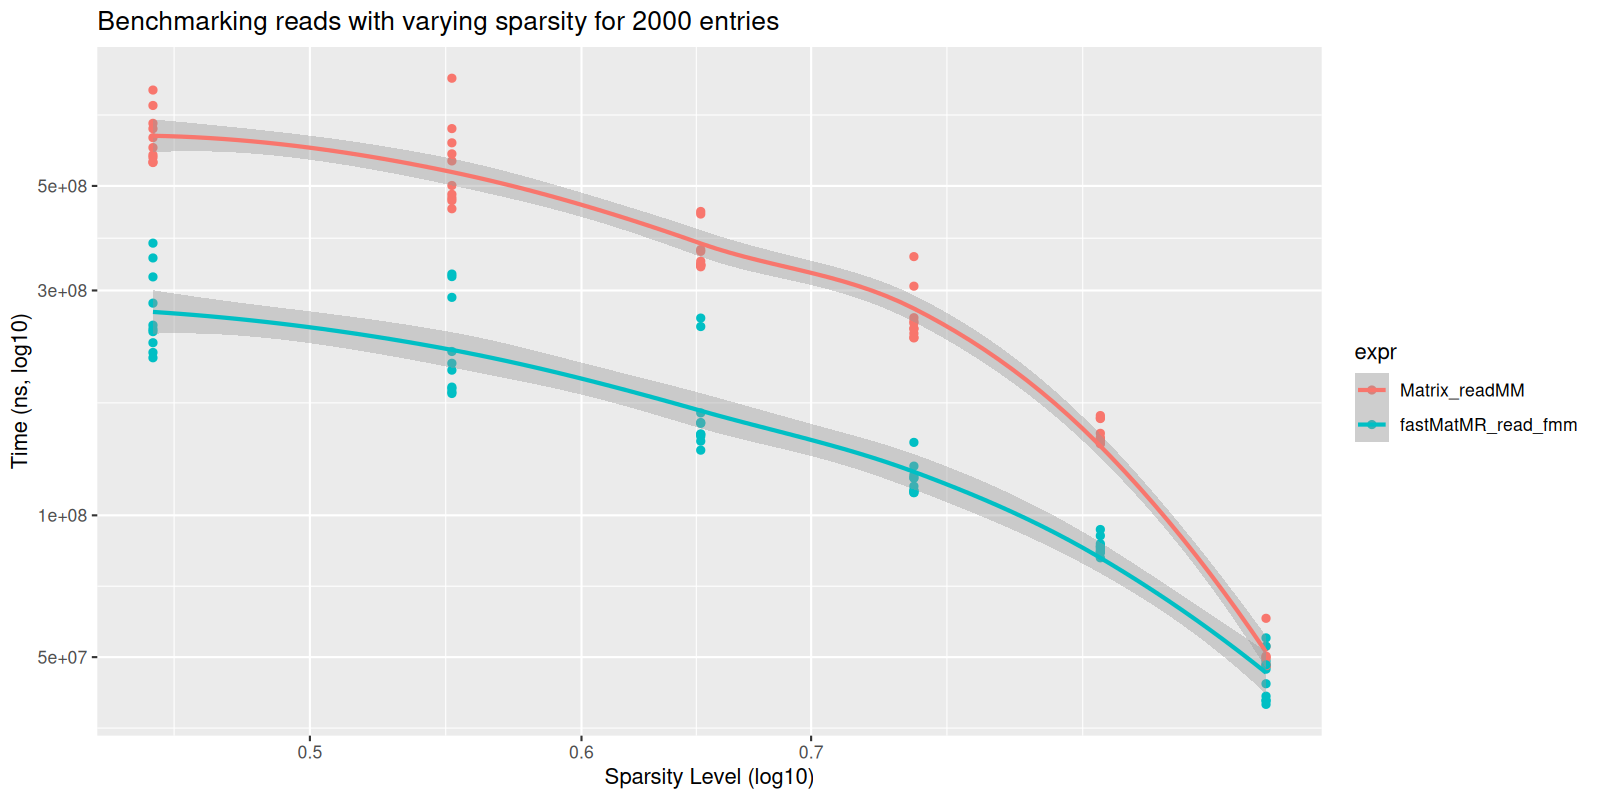 Benchmarking reads with varying sparsity for 2000 entries
Time (ns, log10)
5e+08
3e+08
1e+08
5e+07
0.5
0.6
0.7
Sparsity Level (log10)
expr
Matrix_readMM
fastMatMR_read_fmm